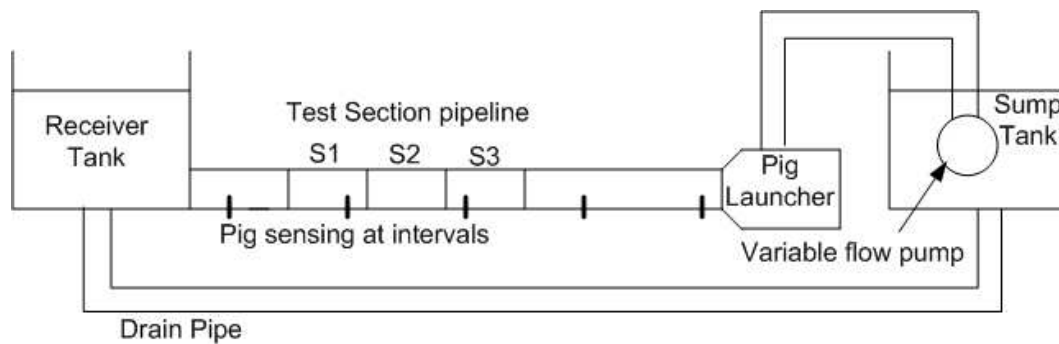 Receiver
Tank
Test Section pipeline
S1 S2 S3
Pig sensing at intervals
Pig
Launcher
Sump
Tank
Variable flow pump
Drain Pipe